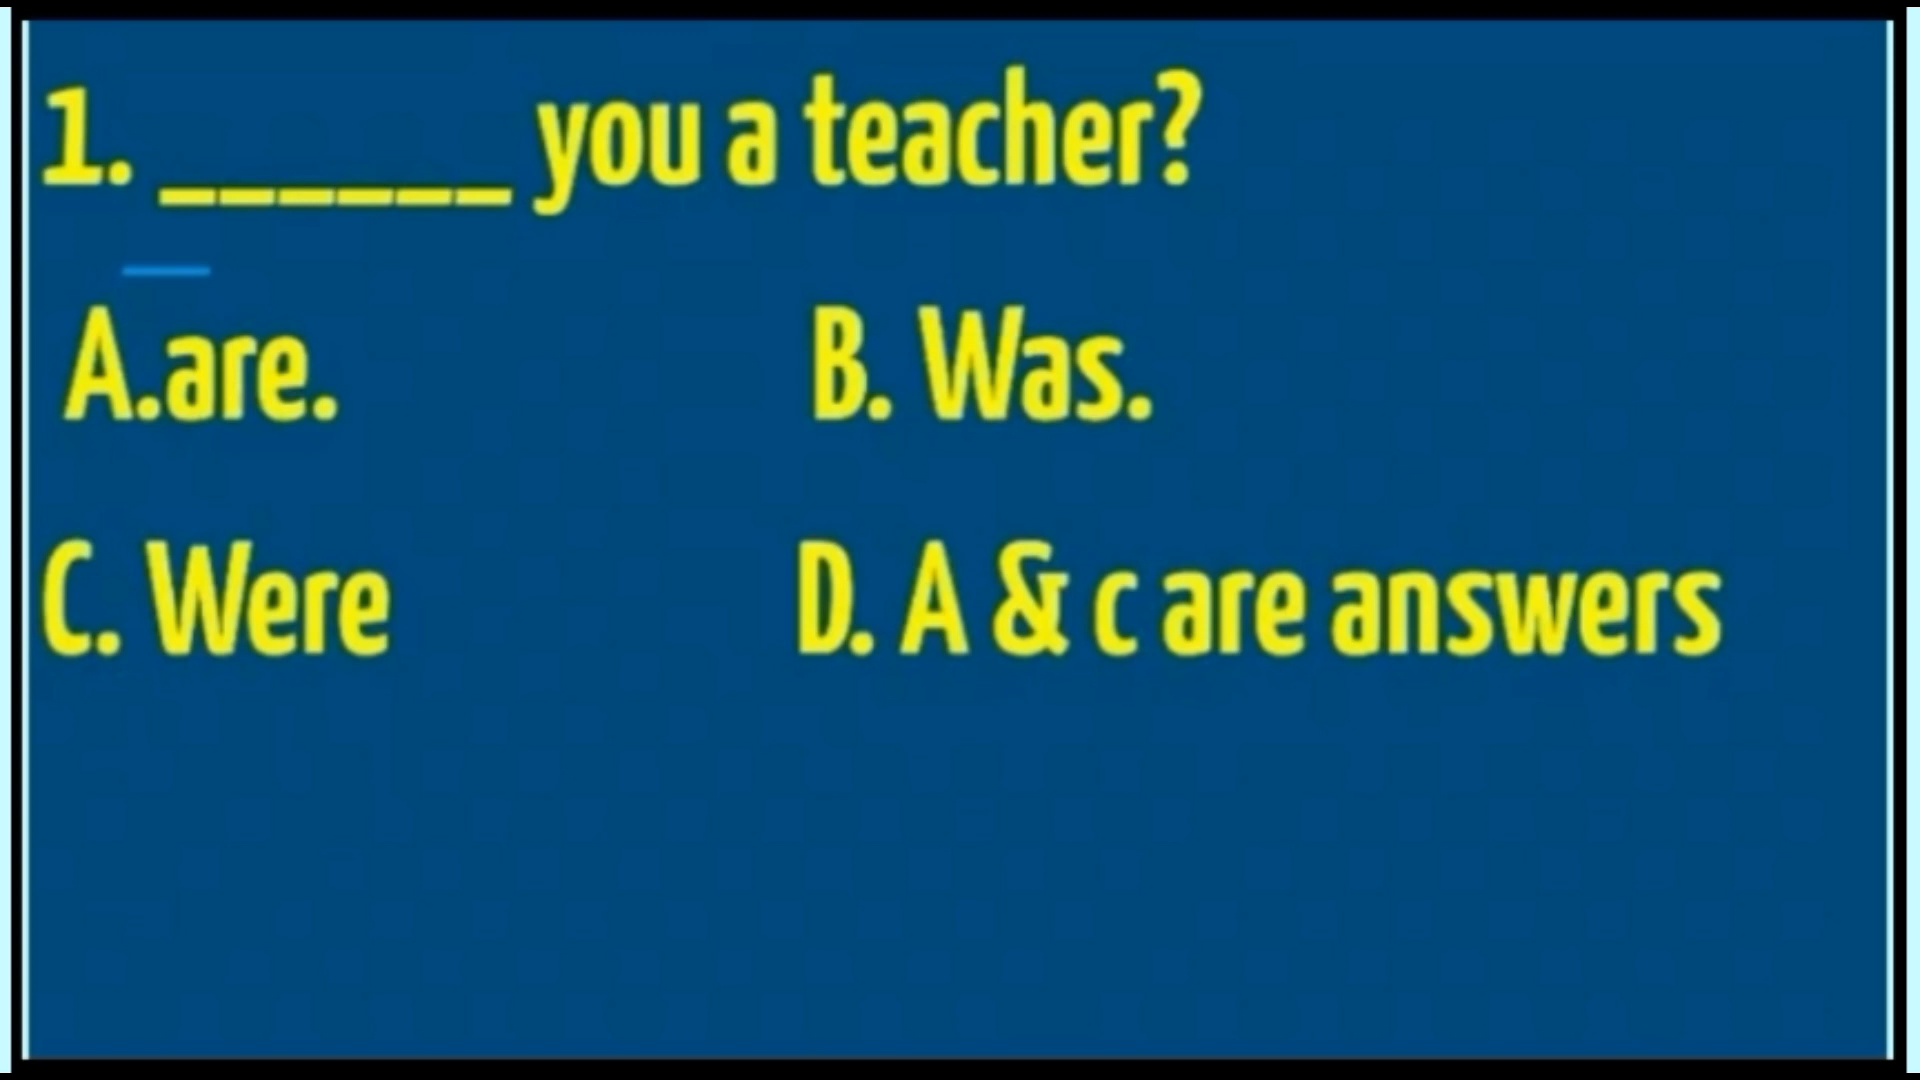 1. ______ you a teacher?
A.are. B. Was.
C. Were D. A & c are answers